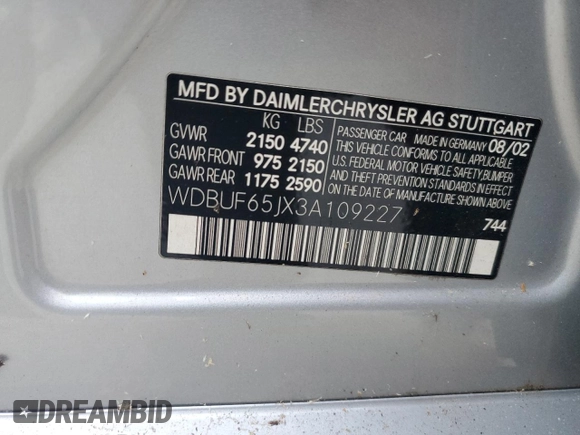 MFD BY DAIMLERCHRYSLER AG STUTTGART
KG LBS
GVWR 2150 4740
GAWR FRONT 975 2150
GAWR REAR 1175 2590
PASSENGER CAR MADE IN GERMANY 08/02
THIS VEHICLE CONFORMS TO ALL APPLICABLE
U.S. FEDERAL MOTOR VEHICLE SAFETY,BUMPER
AND THEFT PREVENTION STANDARDS IN EFFECT
ON THE DATE OF MANUFACTURE SHOWN ABOVE.
WDBUF65JX3A109227
744
DREAMBID